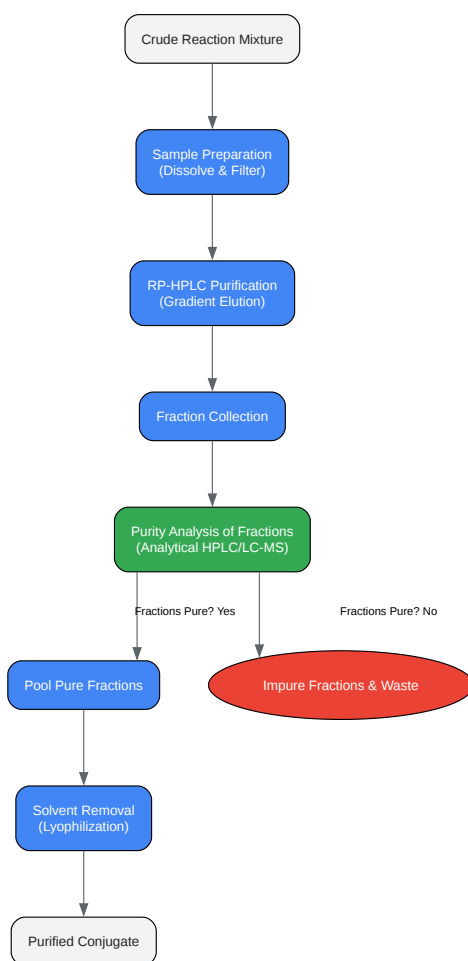 Crude Reaction Mixture
Sample Preparation
(Dissolve & Filter)
RP-HPLC Purification
(Gradient Elution)
Fraction Collection
Purity Analysis of Fractions
(Analytical HPLC/LC-MS)
Fractions Pure? Yes
Fractions Pure? No
Pool Pure Fractions
Impure Fractions & Waste
Solvent Removal
(Lyophilization)
Purified Conjugate